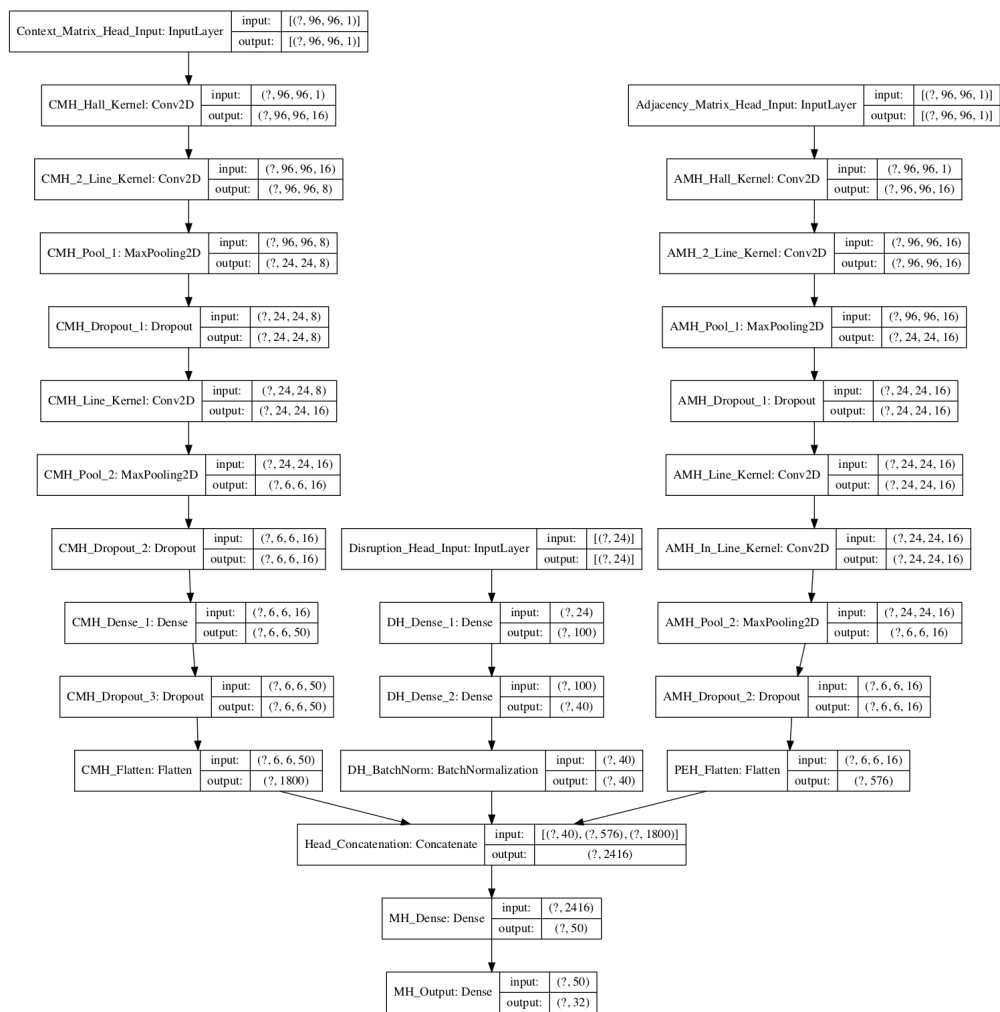 Context_Matrix_Head_Input: InputLayer
input: [(?, 96, 96, 1)]
output: [(?, 96, 96, 1)]
CMH_Hall_Kernel: Conv2D
input: (?, 96, 96, 1)
output: (?, 96, 96, 16)
CMH_2_Line_Kernel: Conv2D
input: (?, 96, 96, 16)
output: (?, 96, 96, 8)
CMH_Pool_1: MaxPooling2D
input: (?, 96, 96, 8)
output: (?, 24, 24, 8)
CMH_Dropout_1: Dropout
input: (?, 24, 24, 8)
output: (?, 24, 24, 8)
CMH_Line_Kernel: Conv2D
input: (?, 24, 24, 8)
output: (?, 24, 24, 16)
CMH_Pool_2: MaxPooling2D
input: (?, 24, 24, 16)
output: (?, 6, 6, 16)
CMH_Dropout_2: Dropout
input: (?, 6, 6, 16)
output: (?, 6, 6, 16)
CMH_Dense_1: Dense
input: (?, 6, 6, 16)
output: (?, 6, 6, 50)
CMH_Dropout_3: Dropout
input: (?, 6, 6, 50)
output: (?, 6, 6, 50)
CMH_Flatten: Flatten
input: (?, 6, 6, 50)
output: (?, 1800)
Disruption_Head_Input: InputLayer
input: [(?, 24)]
output: [(?, 24)]
DH_Dense_1: Dense
input: (?, 24)
output: (?, 100)
DH_Dense_2: Dense
input: (?, 100)
output: (?, 40)
DH_BatchNorm: BatchNormalization
input: (?, 40)
output: (?, 40)
Adjacency_Matrix_Head_Input: InputLayer
input: [(?, 96, 96, 1)]
output: [(?, 96, 96, 1)]
AMH_Hall_Kernel: Conv2D
input: (?, 96, 96, 1)
output: (?, 96, 96, 16)
AMH_2_Line_Kernel: Conv2D
input: (?, 96, 96, 16)
output: (?, 96, 96, 16)
AMH_Pool_1: MaxPooling2D
input: (?, 96, 96, 16)
output: (?, 24, 24, 16)
AMH_Dropout_1: Dropout
input: (?, 24, 24, 16)
output: (?, 24, 24, 16)
AMH_Line_Kernel: Conv2D
input: (?, 24, 24, 16)
output: (?, 24, 24, 16)
AMH_In_Line_Kernel: Conv2D
input: (?, 24, 24, 16)
output: (?, 24, 24, 16)
AMH_Pool_2: MaxPooling2D
input: (?, 24, 24, 16)
output: (?, 6, 6, 16)
AMH_Dropout_2: Dropout
input: (?, 6, 6, 16)
output: (?, 6, 6, 16)
PEH_Flatten: Flatten
input: (?, 6, 6, 16)
output: (?, 576)
Head_Concatenation: Concatenate
input: [(?, 40), (?, 576), (?, 1800)]
output: (?, 2416)
MH_Dense: Dense
input: (?, 2416)
output: (?, 50)
MH_Output: Dense
input: (?, 50)
output: (?, 32)